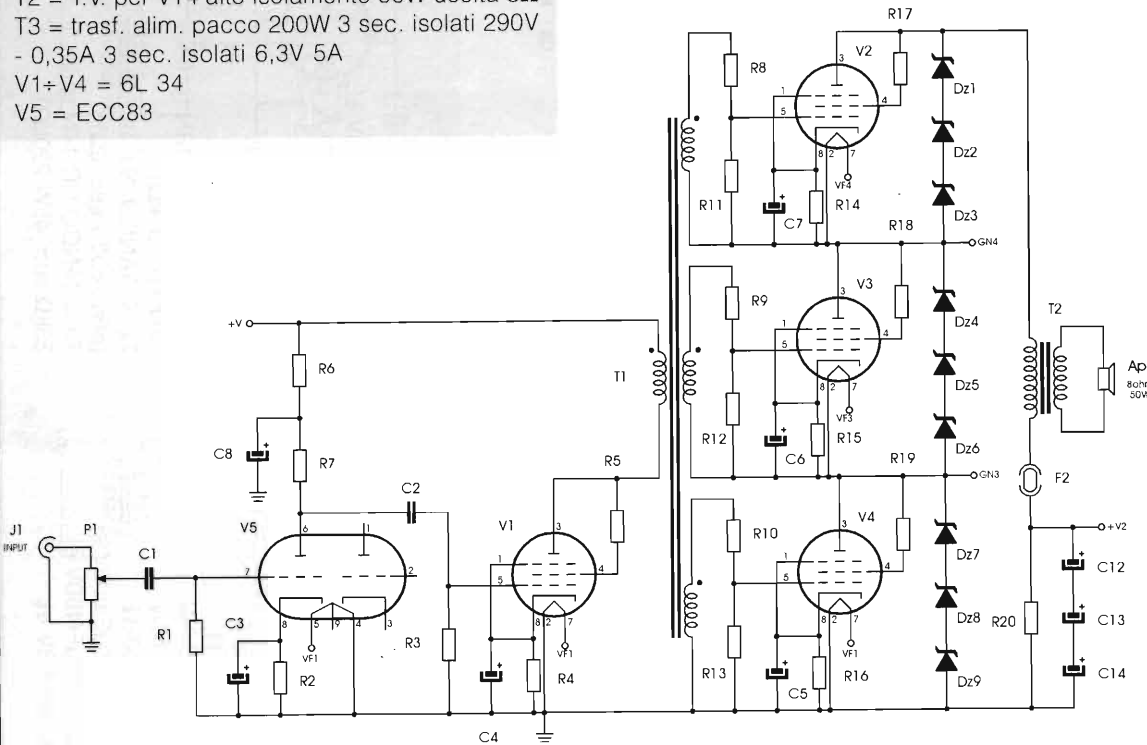 T3 = trasf. alim. pacco 200W 3 sec. isolati 290V
- 0,35A 3 sec. isolati 6,3V 5A
V1÷V4 = 6L 34
V5 = ECC83
R17
R8
V2
3
1
5
4
8
2
7
VF4
Dz1
Dz2
Dz3
R11
C7
+
R14
R18
GN4
R9
V3
3
1
5
4
8
2
7
VF3
Dz4
Dz5
Dz6
T2
Ap
8ohm
50W
+V
R6
T1
R12
C6
+
R15
R19
GN3
F2
C8
+
R7
R5
C2
J1
INPUT
P1
C1
V5
6
1
7
2
8
5
9
4
3
VF1
V1
3
1
5
4
8
2
7
VF1
R10
V4
3
1
5
4
8
2
7
VF1
Dz7
Dz8
Dz9
+V2
+
C12
+
C13
+
C14
R20
R1
C3
+
R2
R3
+
C4
R4
R13
C5
+
R16